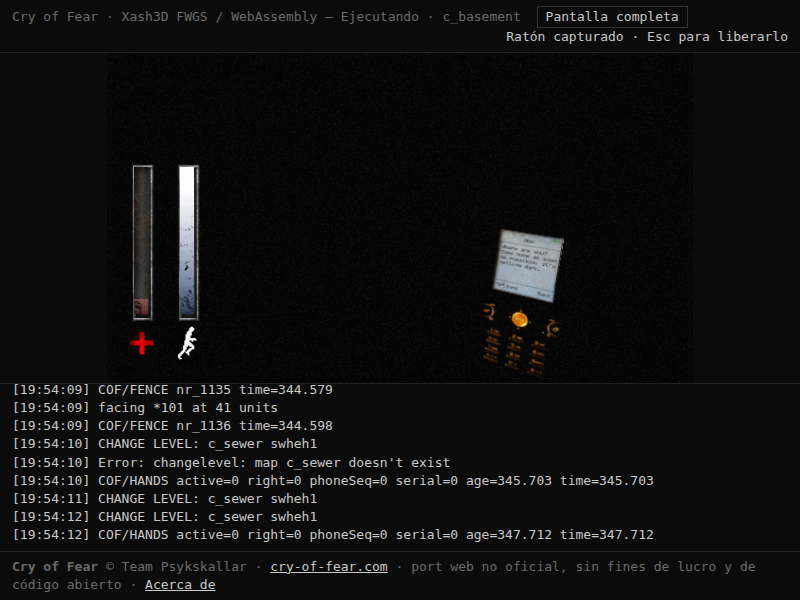 Cry of Fear · Xash3D FWGS / WebAssembly — Ejecutando · c_basement
Pantalla completa
Ratón capturado · Esc para liberarlo
[19:54:09] COF/FENCE nr_1135 time=344.579
[19:54:09] facing *101 at 41 units
[19:54:09] COF/FENCE nr_1136 time=344.598
[19:54:10] CHANGE LEVEL: c_sewer swheh1
[19:54:10] Error: changelevel: map c_sewer doesn't exist
[19:54:10] COF/HANDS active=0 right=0 phoneSeq=0 serial=0 age=345.703 time=345.703
[19:54:11] CHANGE LEVEL: c_sewer swheh1
[19:54:12] CHANGE LEVEL: c_sewer swheh1
[19:54:12] COF/HANDS active=0 right=0 phoneSeq=0 serial=0 age=347.712 time=347.712
Cry of Fear © Team Psykskallar · cry-of-fear.com · port web no oficial, sin fines de lucro y de
código abierto · Acerca de